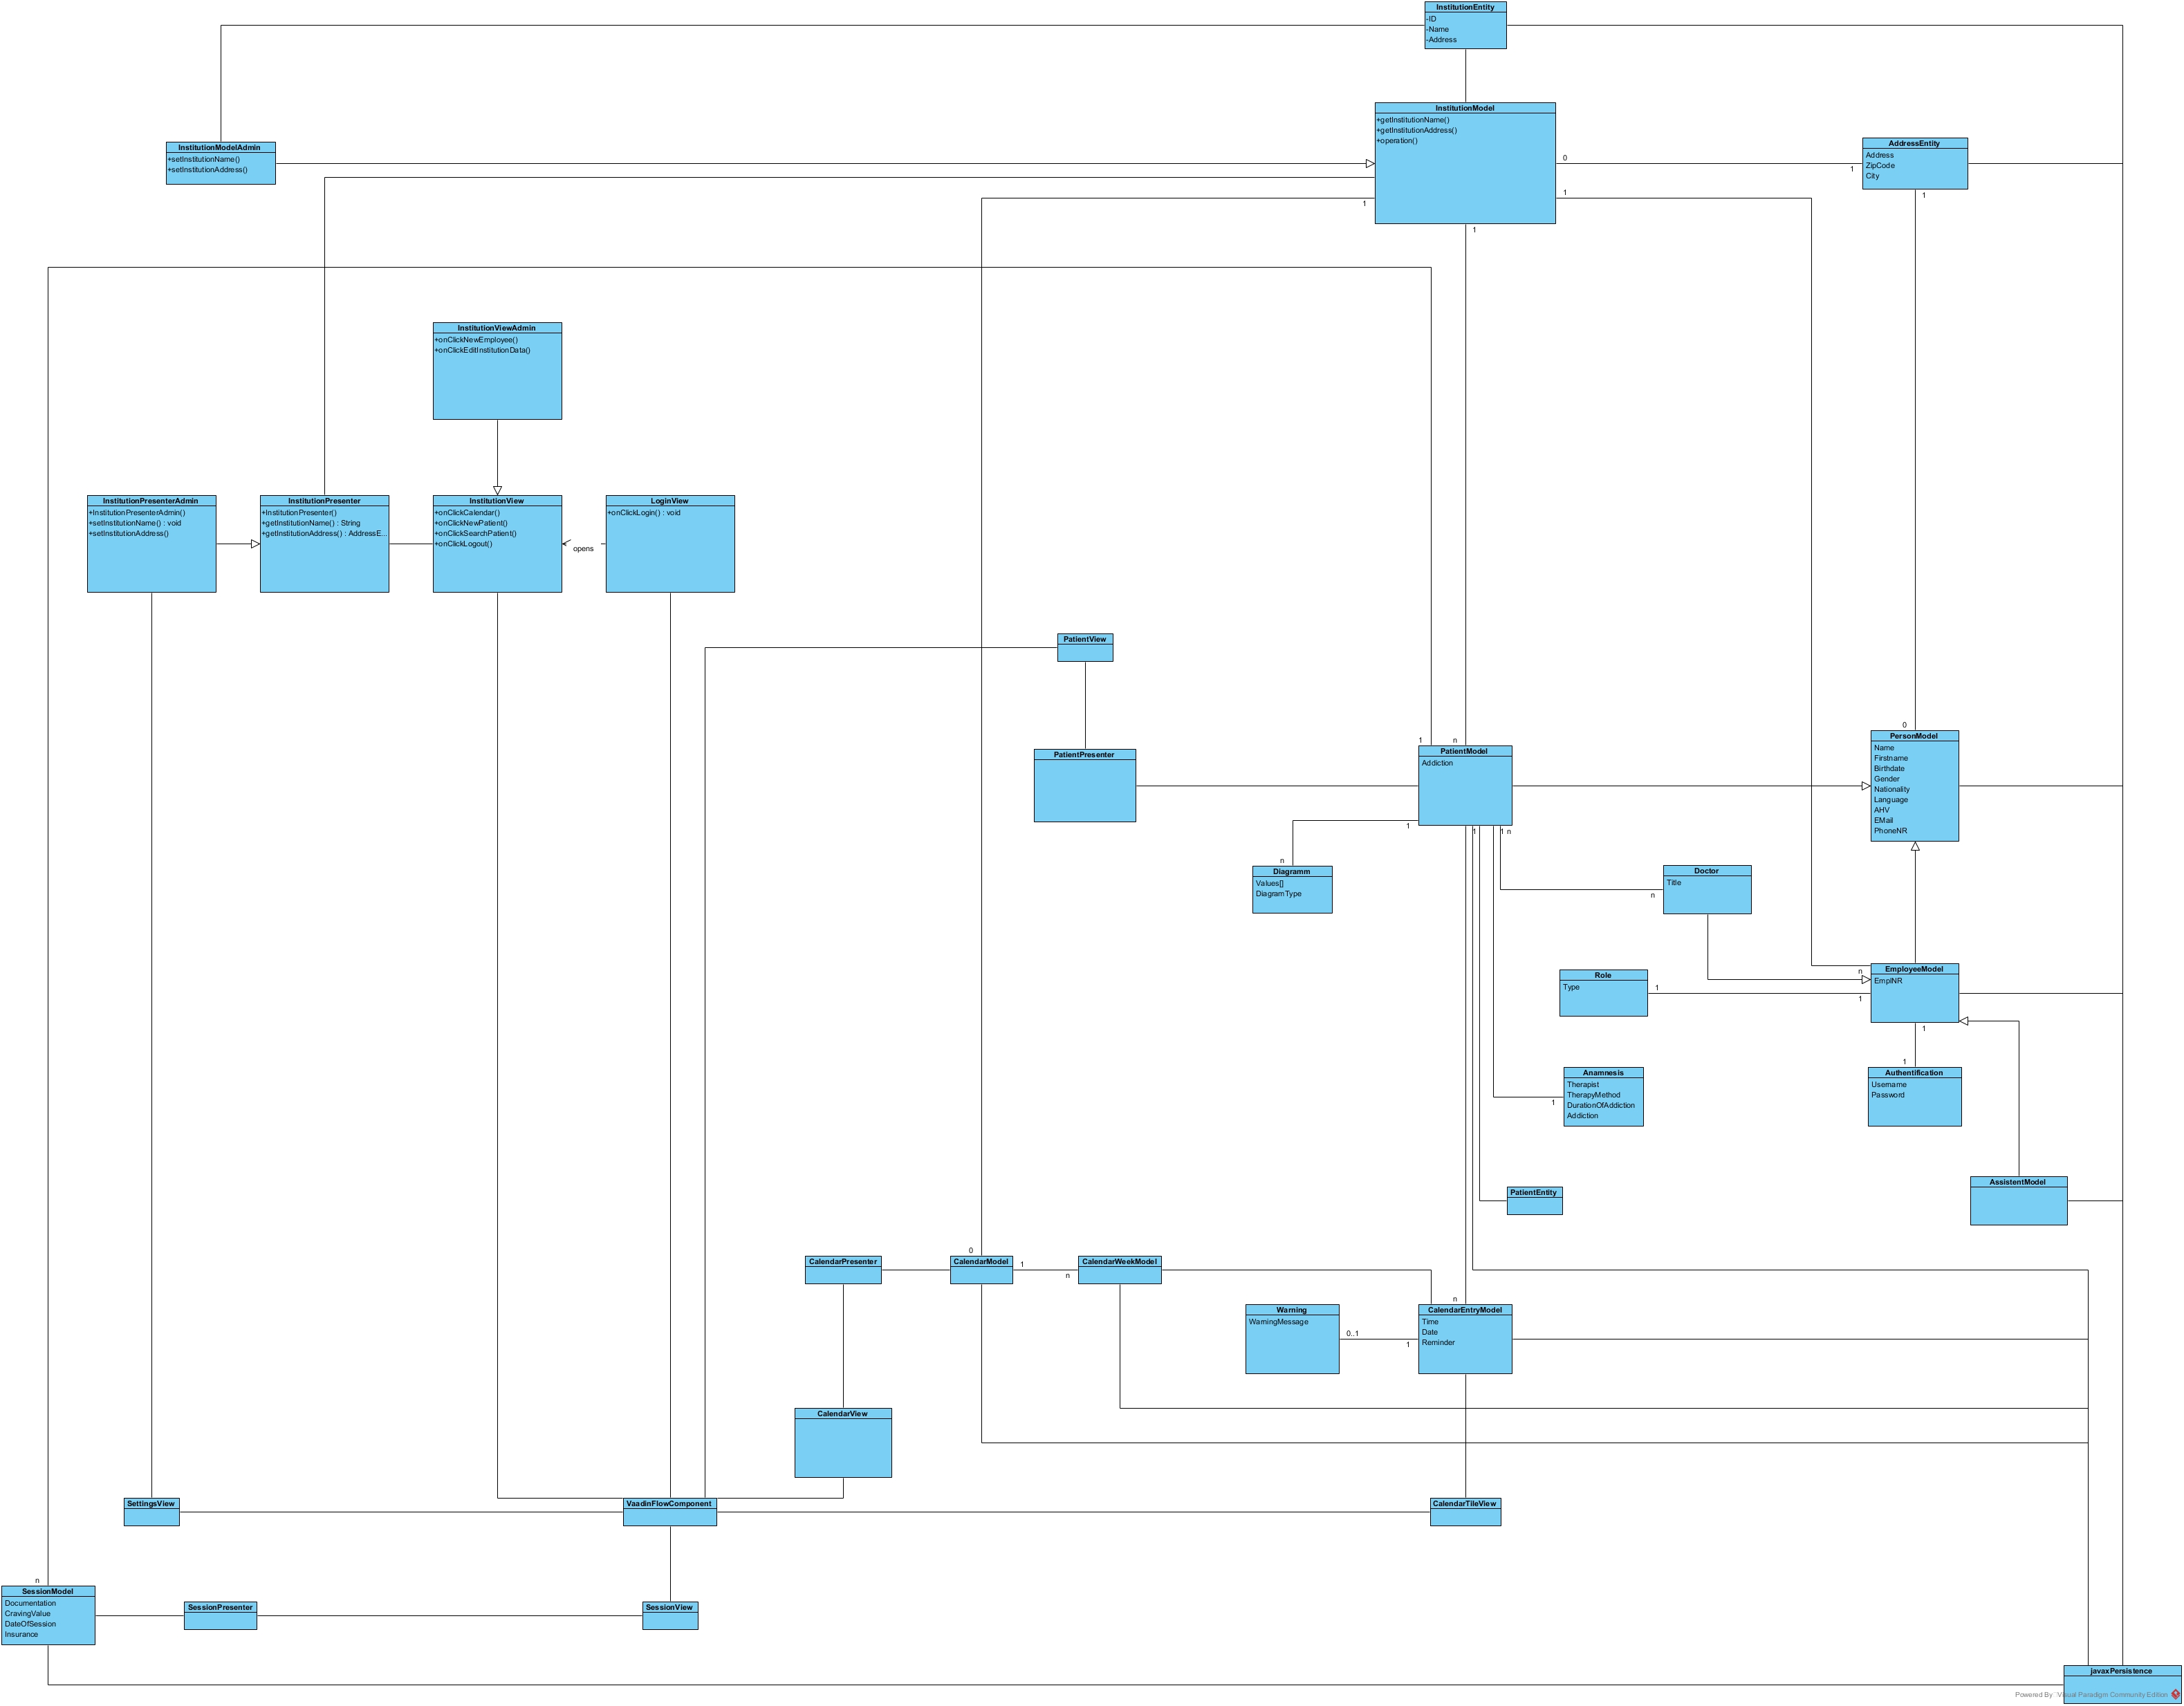 InstitutionEntity
-ID
-Name
-Address
InstitutionModel
+getInstitutionName()
+getInstitutionAddress()
+operation()
InstitutionModelAdmin
+setInstitutionName()
+setInstitutionAddress()
AddressEntity
Address
ZipCode
City
0
1
1
1
1
1
InstitutionViewAdmin
+onClickNewEmployee()
+onClickEditInstitutionData()
InstitutionPresenterAdmin
+InstitutionPresenterAdmin()
+setInstitutionName() : void
+setInstitutionAddress()
InstitutionPresenter
+InstitutionPresenter()
+getInstitutionName() : String
+getInstitutionAddress() : AddressE...
InstitutionView
+onClickCalendar()
+onClickNewPatient()
+onClickSearchPatient()
+onClickLogout()
LoginView
+onClickLogin() : void
opens
PatientView
PatientPresenter
1
n
PatientModel
Addiction
0
PersonModel
Name
Firstname
Birthdate
Gender
Nationality
Language
AHV
EMail
PhoneNR
1
1
1
n
n
Diagramm
Values[]
DiagramType
Doctor
Title
n
Role
Type
1
n
EmployeeModel
EmplNR
1
1
1
Anamnesis
Therapist
TherapyMethod
DurationOfAddiction
Addiction
1
Authentification
Username
Password
PatientEntity
AssistentModel
0
CalendarPresenter
CalendarModel
1
n
CalendarWeekModel
Warning
WarningMessage
0..1
1
n
CalendarEntryModel
Time
Date
Reminder
CalendarView
SettingsView
VaadinFlowComponent
CalendarTileView
n
SessionModel
Documentation
CravingValue
DateOfSession
Insurance
SessionPresenter
SessionView
javaxPersistence
Powered By Visual Paradigm Community Edition